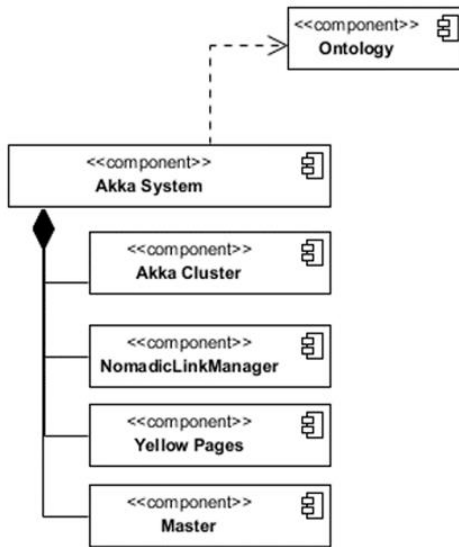 <<component>>
Ontology
<<component>>
Akka System
<<component>>
Akka Cluster
<<component>>
NomadicLinkManager
<<component>>
Yellow Pages
<<component>>
Master